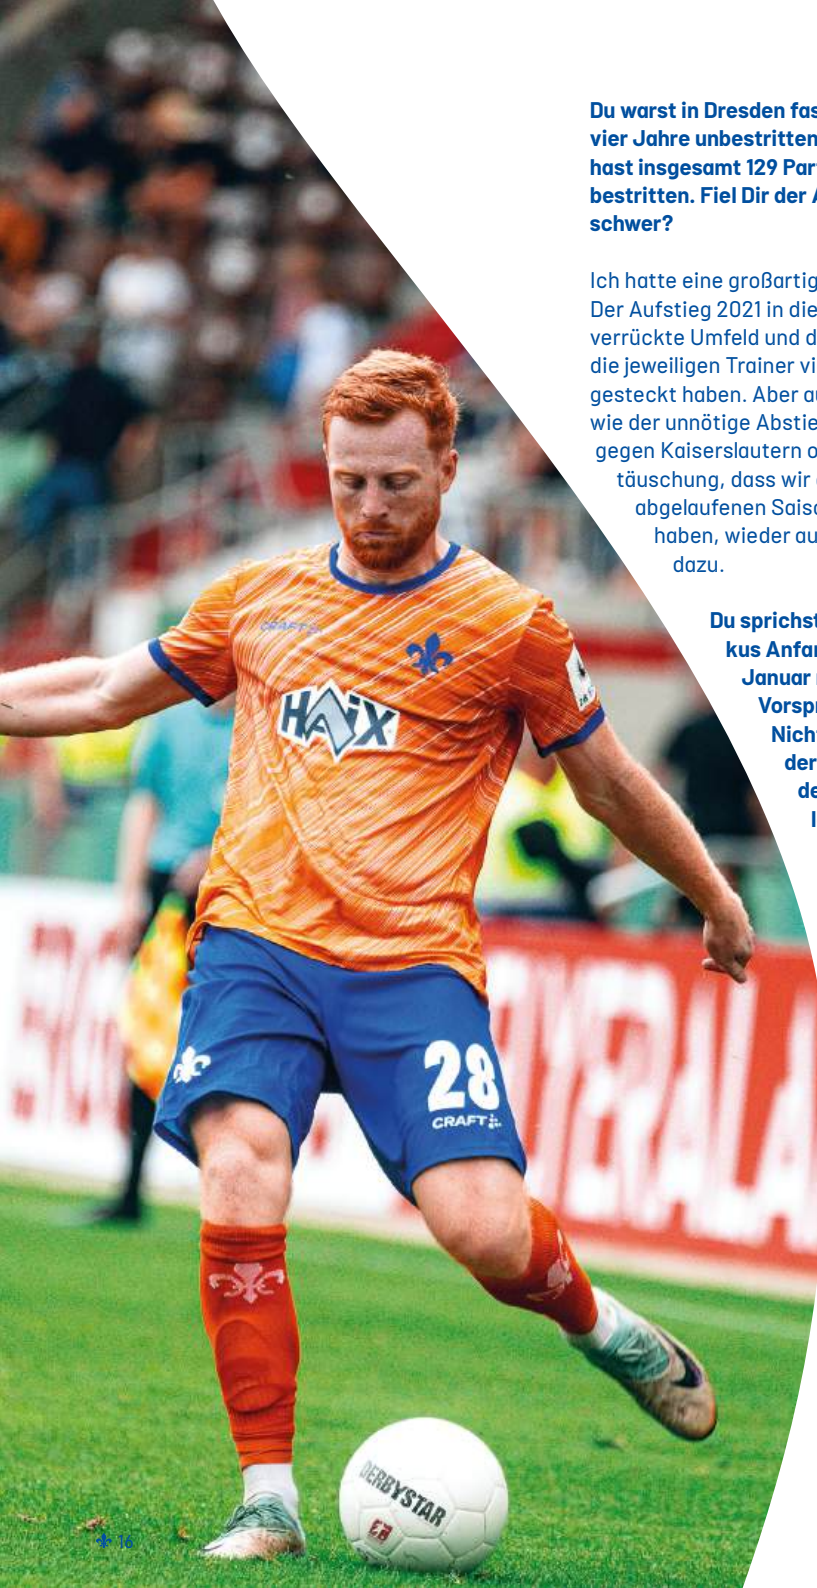 Du warst in Dresden fas
vier Jahre unbestritten
hast insgesamt 129 Par
bestritten. Fiel Dir der A
schwer?
Ich hatte eine großartig
Der Aufstieg 2021 in die
verrückte Umfeld und d
die jeweiligen Trainer vi
gesteckt haben. Aber au
wie der unnötige Abstie
gegen Kaiserslautern o
täuschung, dass wir
abgelaufenen Saiso
haben, wieder au
dazu.
Du sprichst
kus Anfan
Januar
Vorspr
Nich
der
de
I
CRAFT
HAIX
28
CRAFT
DERBYSTAR
16